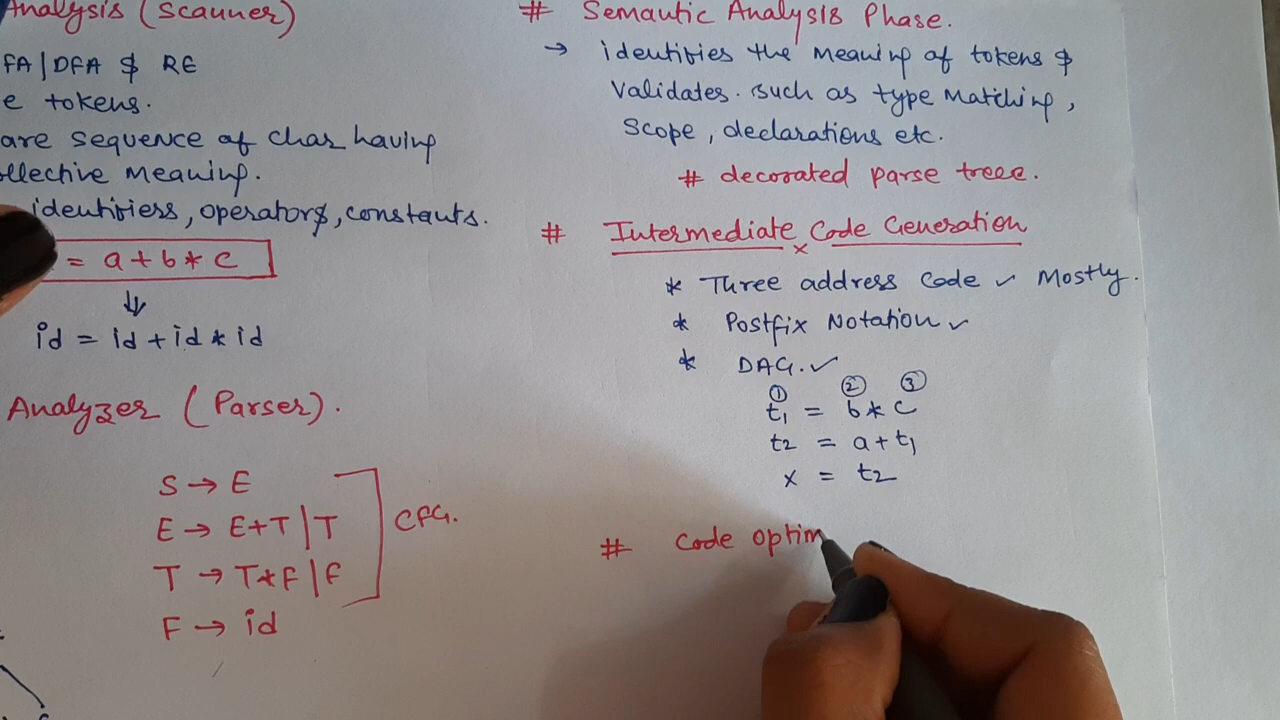 Analysis (Scanner)
FA|DFA $ RE
e tokens.
are sequence of char having
ollective Meaning.
identifiers, operators, constants.
= a + b * c
id = id + id * id
Analyzer (Parser).
S → E
E → E+T | T
T → T*F | F
F → id
CFG.
# Semantic Analysis Phase.
→ identifies the meaning of tokens &
Validates. such as type Matching,
Scope, declarations etc.
# decorated parse treee.
# Intermediate Code Generation
x
* Three address Code ✓ Mostly.
* Postfix Notation ✓
* DAG. ✓
① ② ③
t1 = b * c
t2 = a + t1
x = t2
# Code optim